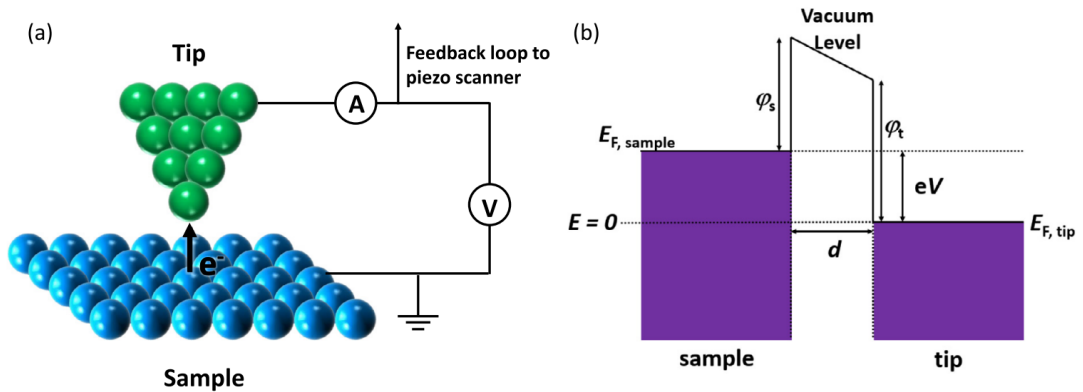 (a)
Tip
Feedback loop to
piezo scanner
A
V
e-
Sample
(b)
Vacuum
Level
φs
φt
EF, sample
eV
E = 0
EF, tip
d
sample
tip